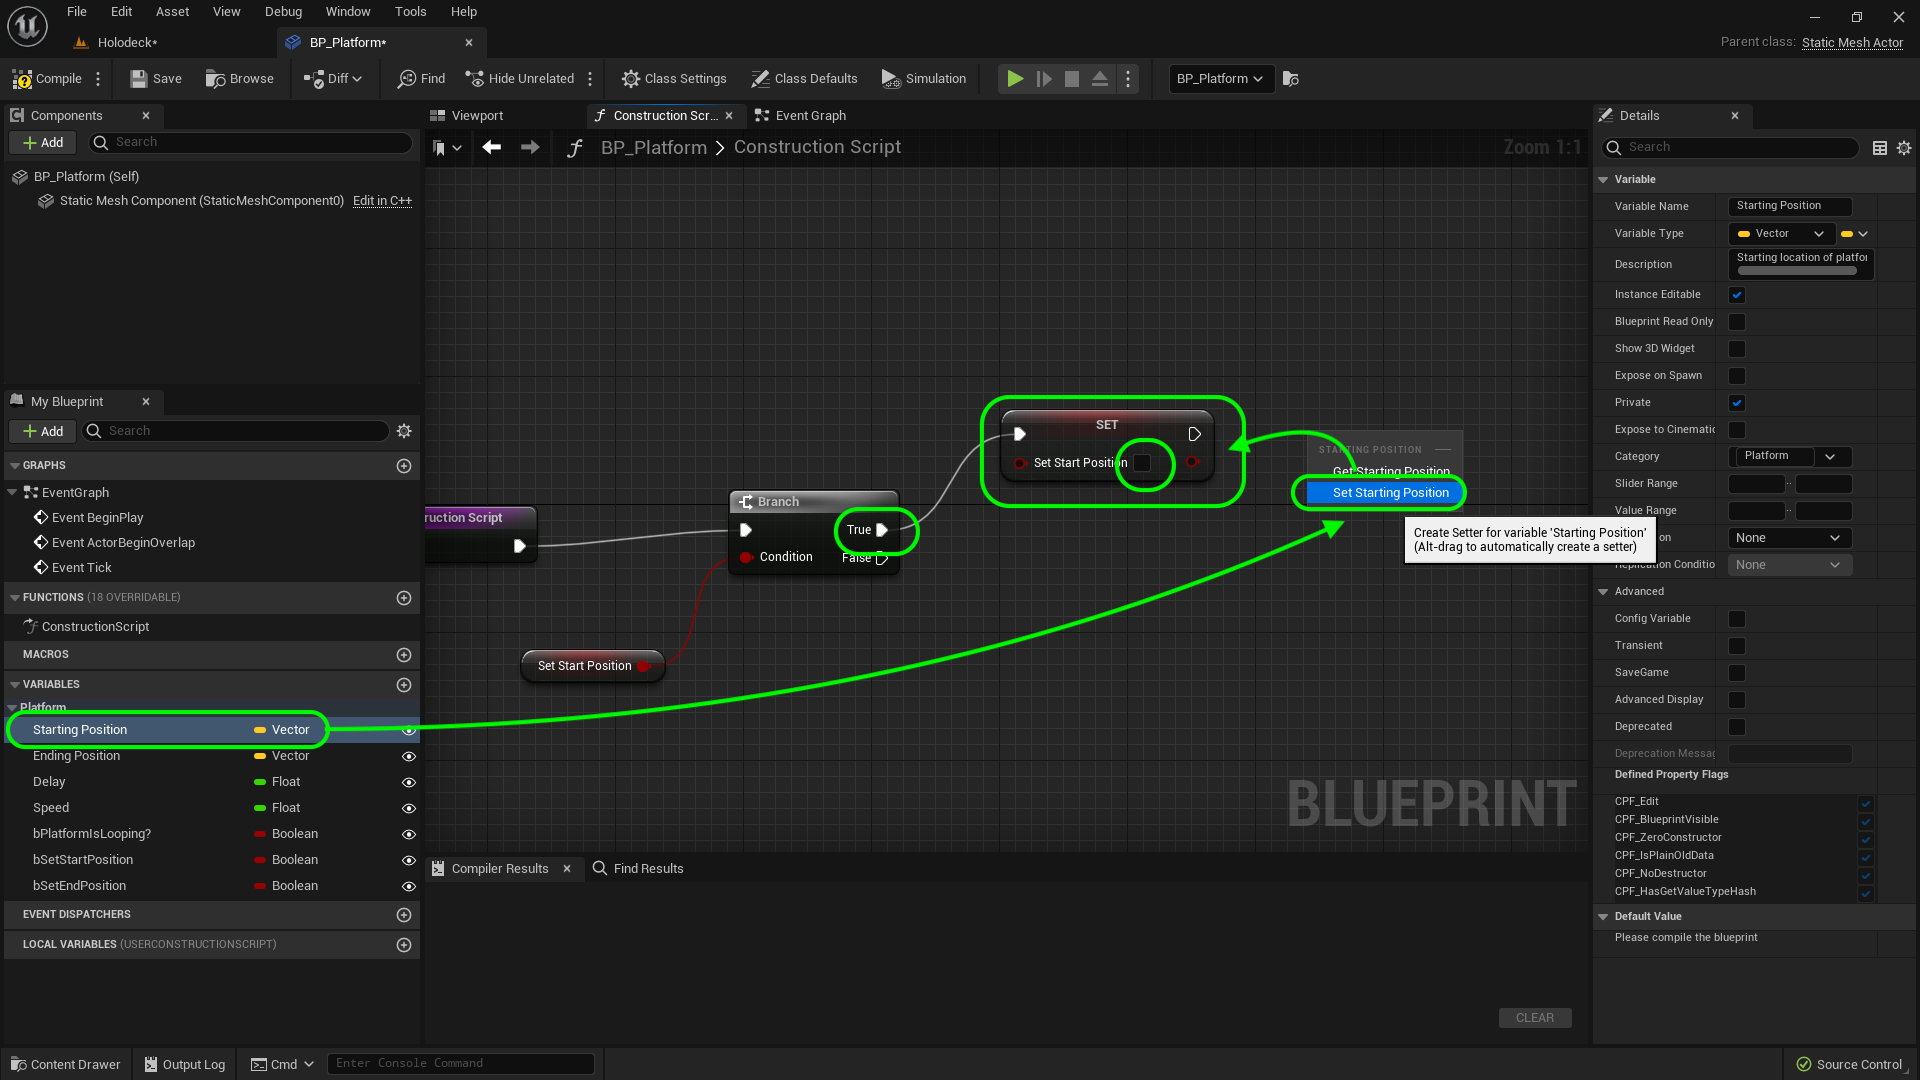 File Edit Asset View Debug Window Tools Help
Holodeck*
BP_Platform*
Parent class: Static Mesh Actor
Compile
Save
Browse
Diff
Find
Hide Unrelated
Class Settings
Class Defaults
Simulation
BP_Platform
Components
Add
Search
BP_Platform (Self)
Static Mesh Component (StaticMeshComponent0) Edit in C++
My Blueprint
Add
Search
GRAPHS
EventGraph
Event BeginPlay
Event ActorBeginOverlap
Event Tick
FUNCTIONS (18 OVERRIDABLE)
ConstructionScript
MACROS
VARIABLES
Platform
Starting Position Vector
Ending Position Vector
Delay Float
Speed Float
bPlatformIsLooping? Boolean
bSetStartPosition Boolean
bSetEndPosition Boolean
EVENT DISPATCHERS
LOCAL VARIABLES (USERCONSTRUCTIONSCRIPT)
Viewport
Construction Scr...
Event Graph
BP_Platform > Construction Script
Zoom 1:1
ruction Script
Branch
True
Condition
False
Set Start Position
SET
Set Start Position
STARTING POSITION
Get Starting Position
Set Starting Position
Create Setter for variable 'Starting Position'
(Alt-drag to automatically create a setter)
BLUEPRINT
Compiler Results
Find Results
CLEAR
Details
Search
Variable
Variable Name Starting Position
Variable Type Vector
Description Starting location of platfor
Instance Editable
Blueprint Read Only
Show 3D Widget
Expose on Spawn
Private
Expose to Cinematic
Category Platform
Slider Range
Value Range
on None
Replication Conditio None
Advanced
Config Variable
Transient
SaveGame
Advanced Display
Deprecated
Deprecation Messag
Defined Property Flags
CPF_Edit
CPF_BlueprintVisible
CPF_ZeroConstructor
CPF_IsPlainOldData
CPF_NoDestructor
CPF_HasGetValueTypeHash
Default Value
Please compile the blueprint
Content Drawer
Output Log
Cmd
Enter Console Command
Source Control